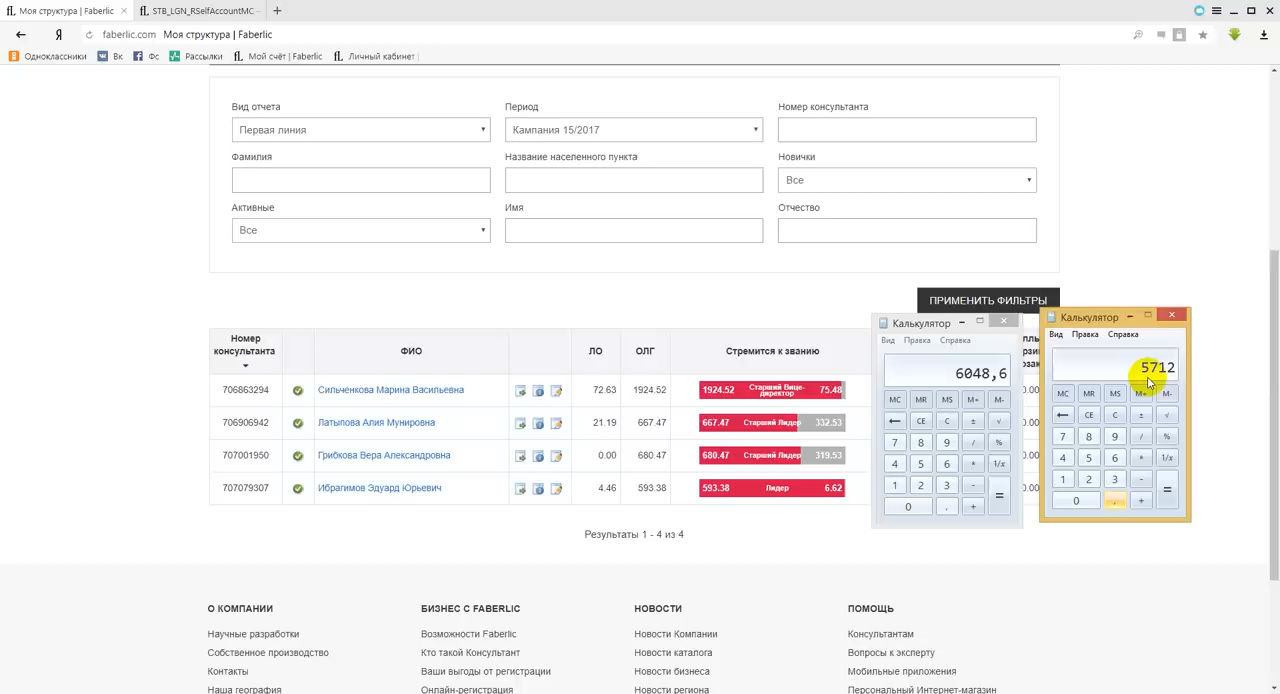 Моя структура | Faberlic
STB_LGN_RSelfAccountMC
faberlic.com Моя структура | Faberlic
Одноклассники Вк Фс Рассылки Мой счёт | Faberlic Личный кабинет
Вид отчета Период Номер консультанта
Первая линия Кампания 15/2017
Фамилия Название населенного пункта Новички
Все
Активные Имя Отчество
Все
ПРИМЕНИТЬ ФИЛЬТРЫ
Номер консультанта ФИО ЛО ОЛГ Стремится к званию
706863294 Сильченкова Марина Васильевна 72.63 1924.52 1924.52 Старший Вице-директор 75.48
706906942 Латыпова Алия Мунировна 21.19 667.47 667.47 Старший Лидер 332.53
707001950 Грибкова Вера Александровна 0.00 680.47 680.47 Старший Лидер 319.53
707079307 Ибрагимов Эдуард Юрьевич 4.46 593.38 593.38 Лидер 6.62
Результаты 1 - 4 из 4
Калькулятор
Вид Правка Справка
6048,6
MC MR MS M+ M-
← CE C ± √
7 8 9 / %
4 5 6 * 1/x
1 2 3 - =
0 , +
Калькулятор
Вид Правка Справка
5712
MC MR MS M+ M-
← CE C ± √
7 8 9 / %
4 5 6 * 1/x
1 2 3 - =
0 , +
О КОМПАНИИ БИЗНЕС С FABERLIC НОВОСТИ ПОМОЩЬ
Научные разработки Возможности Faberlic Новости Компании Консультантам
Собственное производство Кто такой Консультант Новости каталога Вопросы к эксперту
Контакты Ваши выгоды от регистрации Новости бизнеса Мобильные приложения
Наша география Онлайн-регистрация Новости региона Персональный Интернет-магазин